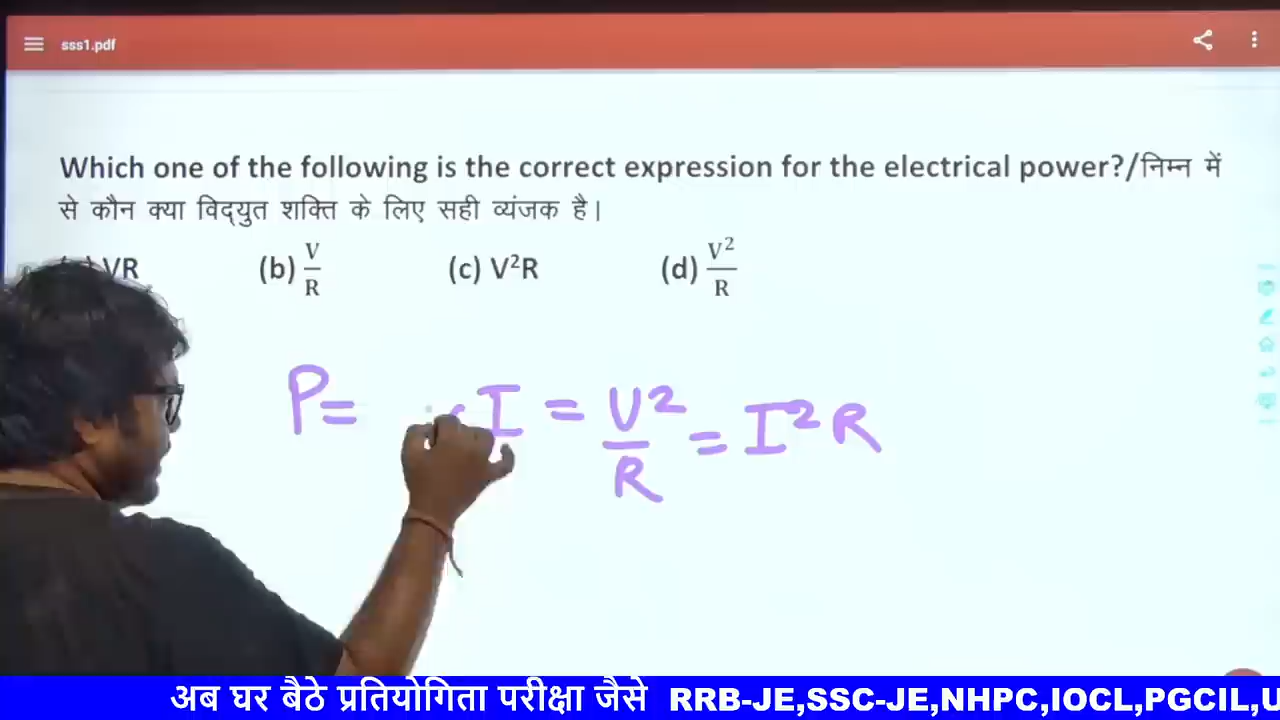 sss1.pdf
Which one of the following is the correct expression for the electrical power?/निम्न में
से कौन क्या विद्युत शक्ति के लिए सही व्यंजक है।
VR (b) V/R (c) V²R (d) V²/R
P= I = V²/R = I²R
अब घर बैठे प्रतियोगिता परीक्षा जैसे RRB-JE,SSC-JE,NHPC,IOCL,PGCIL,U